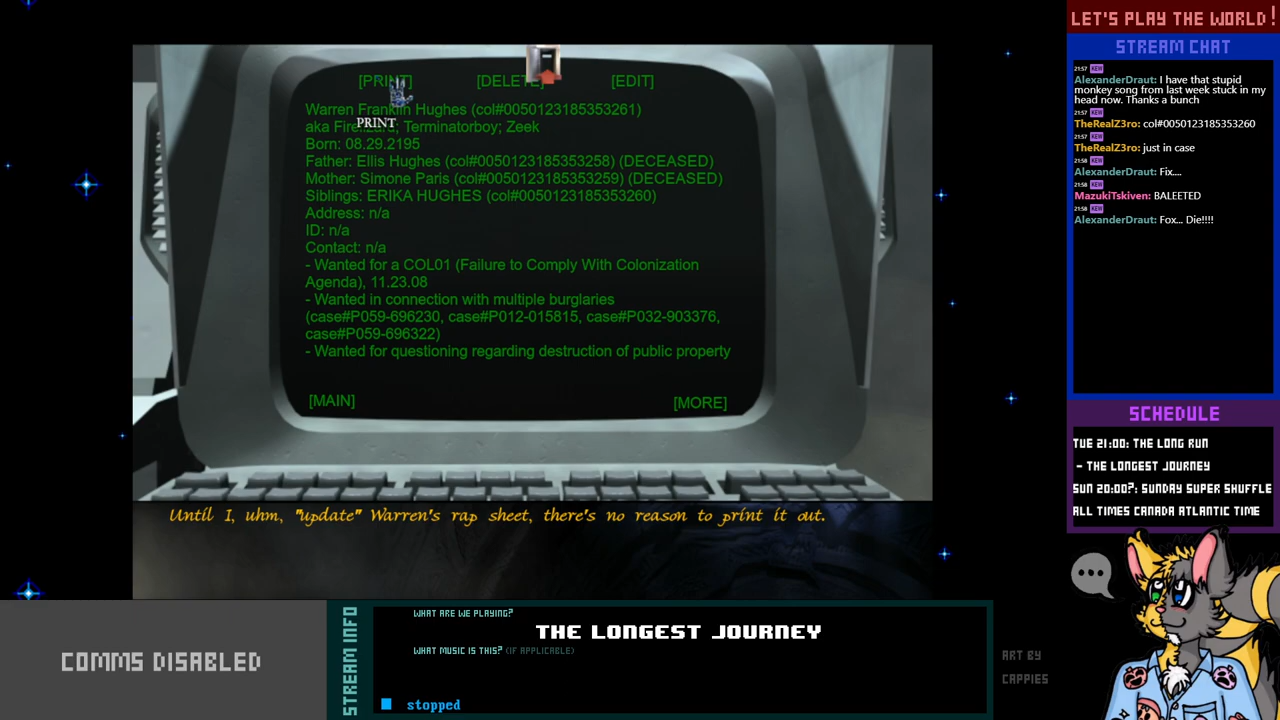 LET'S PLAY THE WORLD!
STREAM CHAT
21:57 KEW
AlexanderDraut: I have that stupid
monkey song from last week stuck in my
head now. Thanks a bunch
21:57 KEW
TheRealZ3ro: col#0050123185353260
21:57 KEW
TheRealZ3ro: just in case
21:58 KEW
AlexanderDraut: Fix....
21:58 KEW
MazukiTskiven: BALEETED
21:58 KEW
AlexanderDraut: Fox... Die!!!!
[PRINT] [DELETE] [EDIT]
Warren Franklin Hughes (col#0050123185353261)
PRINT
aka Firelizard; Terminatorboy; Zeek
Born: 08.29.2195
Father: Ellis Hughes (col#0050123185353258) (DECEASED)
Mother: Simone Paris (col#0050123185353259) (DECEASED)
Siblings: ERIKA HUGHES (col#0050123185353260)
Address: n/a
ID: n/a
Contact: n/a
- Wanted for a COL01 (Failure to Comply With Colonization
Agenda), 11.23.08
- Wanted in connection with multiple burglaries
(case#P059-696230, case#P012-015815, case#P032-903376,
case#P059-696322)
- Wanted for questioning regarding destruction of public property
[MAIN] [MORE]
Until I, uhm, "update" Warren's rap sheet, there's no reason to print it out.
SCHEDULE
TUE 21:00: THE LONG RUN
- THE LONGEST JOURNEY
SUN 20:00?: SUNDAY SUPER SHUFFLE
ALL TIMES CANADA ATLANTIC TIME
COMMS DISABLED
STREAM INFO
WHAT ARE WE PLAYING?
THE LONGEST JOURNEY
WHAT MUSIC IS THIS? (IF APPLICABLE)
stopped
ART BY
CAPPIES